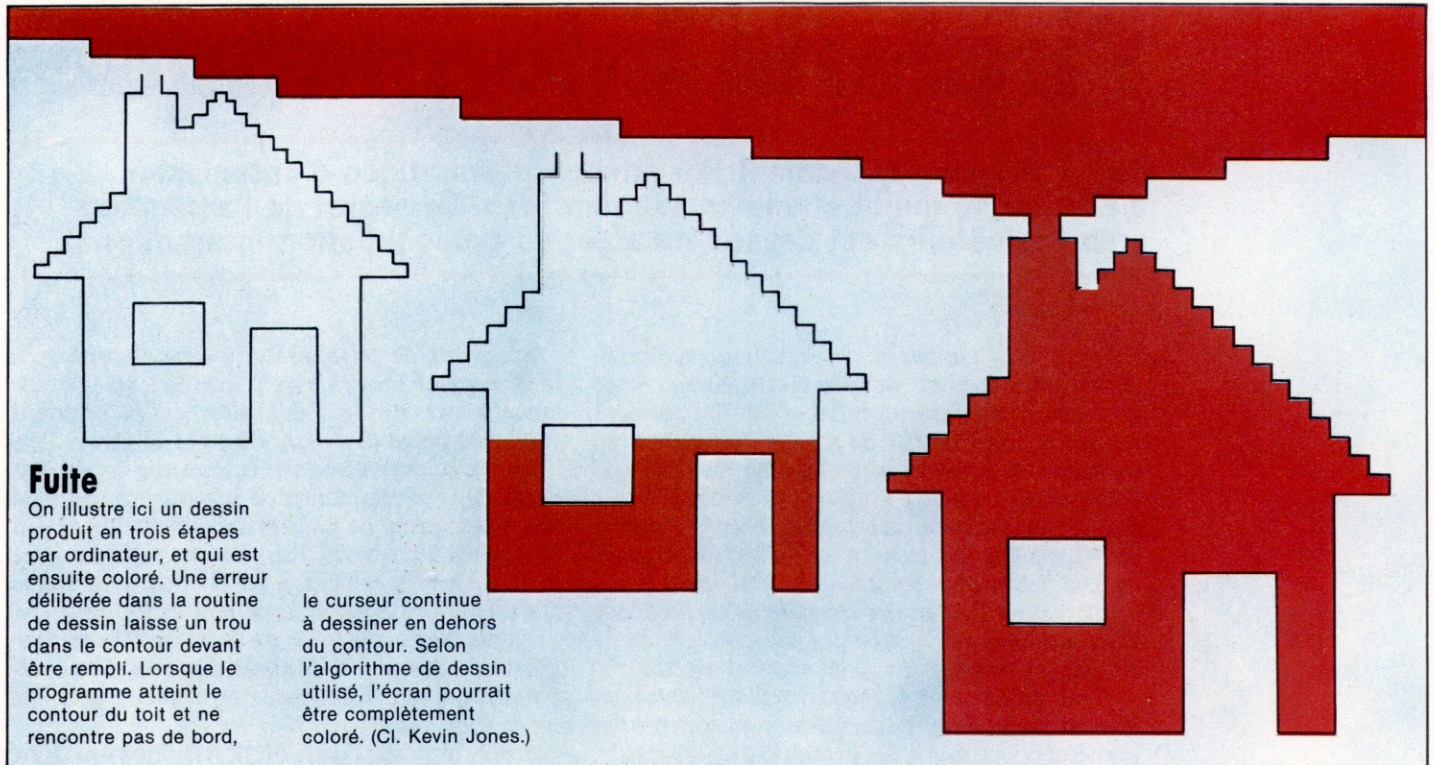 Fuite
On illustre ici un dessin
produit en trois étapes
par ordinateur, et qui est
ensuite coloré. Une erreur
délibérée dans la routine
de dessin laisse un trou
dans le contour devant
être rempli. Lorsque le
programme atteint le
contour du toit et ne
rencontre pas de bord,
le curseur continue
à dessiner en dehors
du contour. Selon
l'algorithme de dessin
utilisé, l'écran pourrait
être complètement
coloré. (Cl. Kevin Jones.)